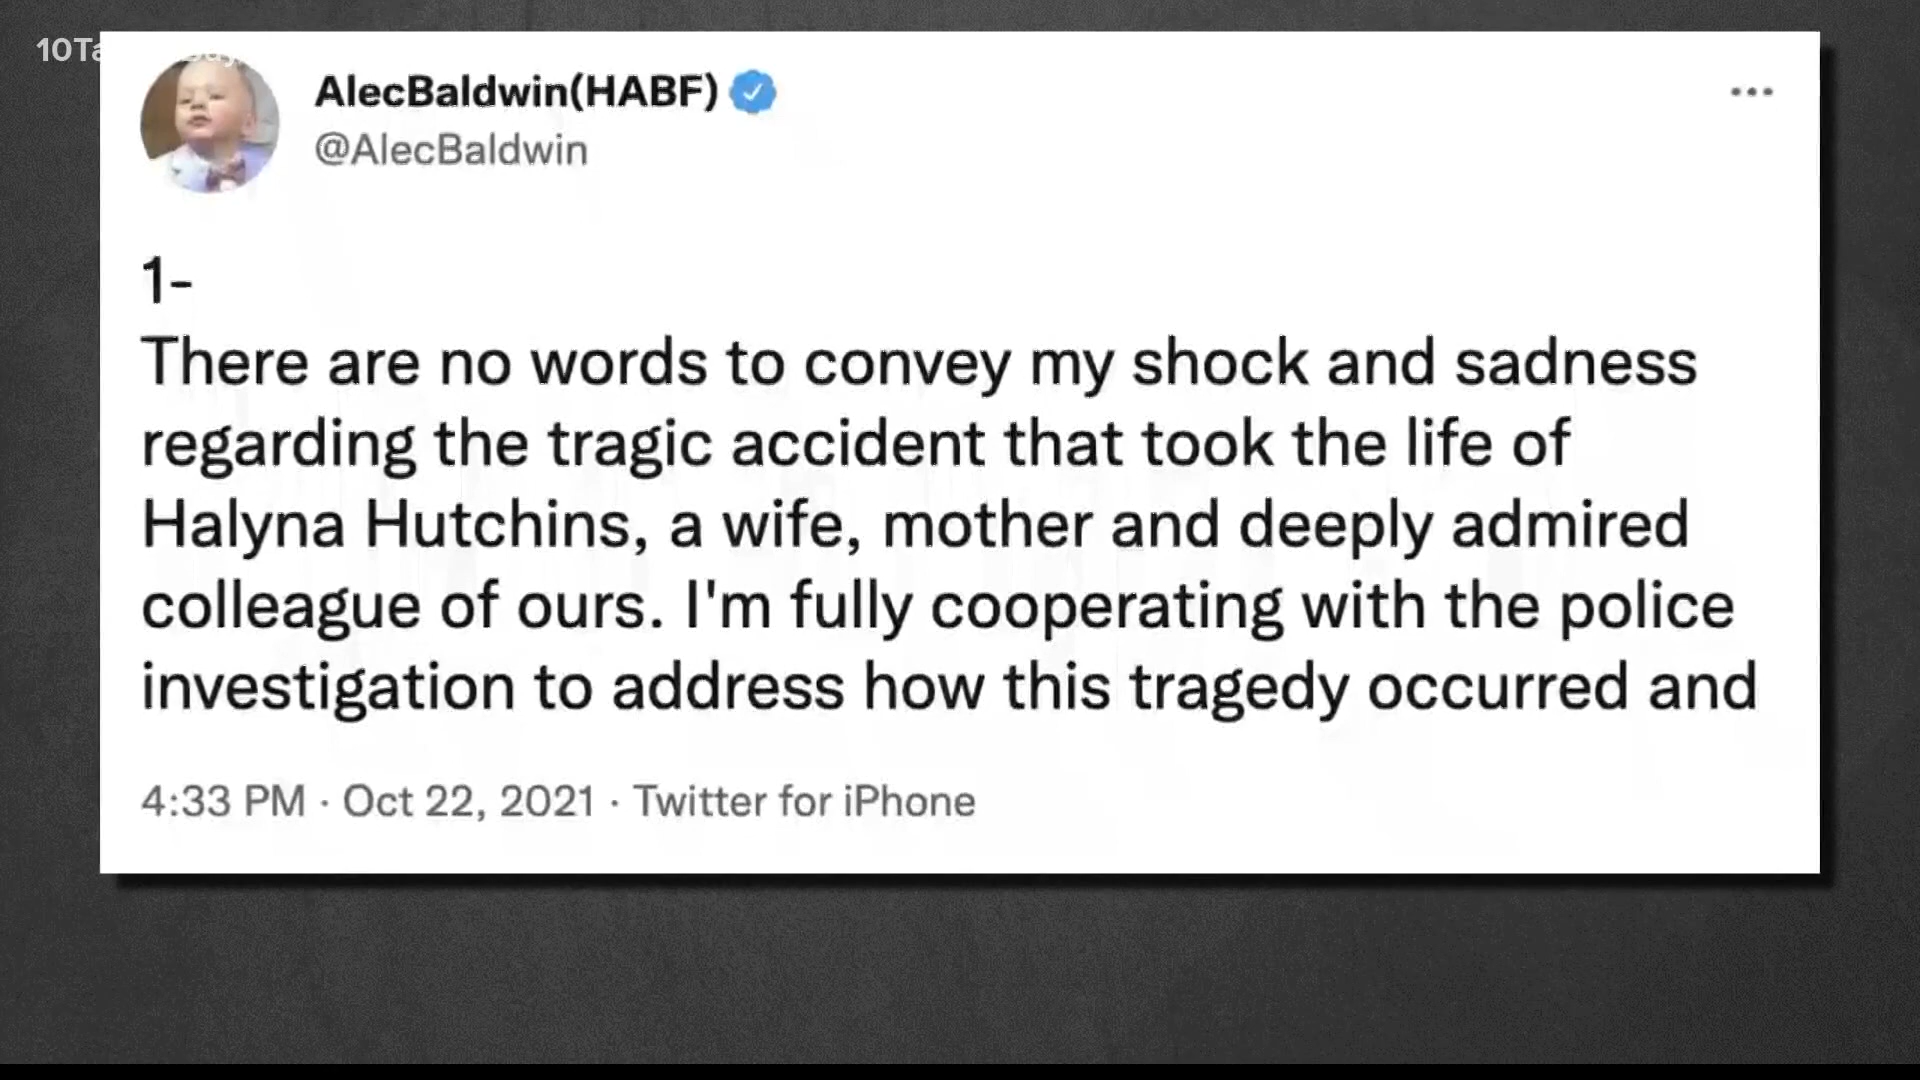 AlecBaldwin(HABF)
@AlecBaldwin
1-
There are no words to convey my shock and sadness
regarding the tragic accident that took the life of
Halyna Hutchins, a wife, mother and deeply admired
colleague of ours. I'm fully cooperating with the police
investigation to address how this tragedy occurred and
4:33 PM · Oct 22, 2021 · Twitter for iPhone